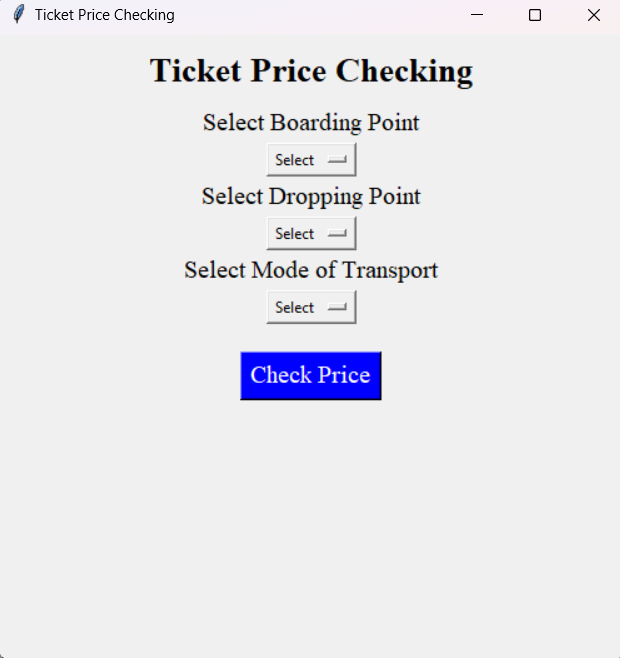 Ticket Price Checking
Ticket Price Checking
Select Boarding Point
Select
Select Dropping Point
Select
Select Mode of Transport
Select
Check Price